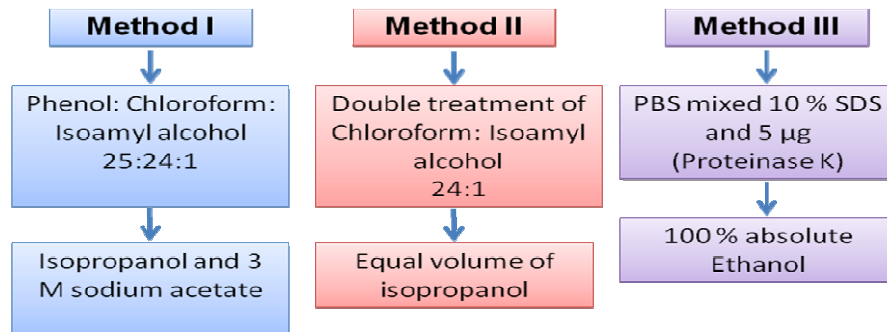 Method I
Phenol: Chloroform:
Isoamyl alcohol
25:24:1
Isopropanol and 3
M sodium acetate
Method II
Double treatment of
Chloroform: Isoamyl
alcohol
24:1
Equal volume of
isopropanol
Method III
PBS mixed 10 % SDS
and 5 µg
(Proteinase K)
100 % absolute
Ethanol